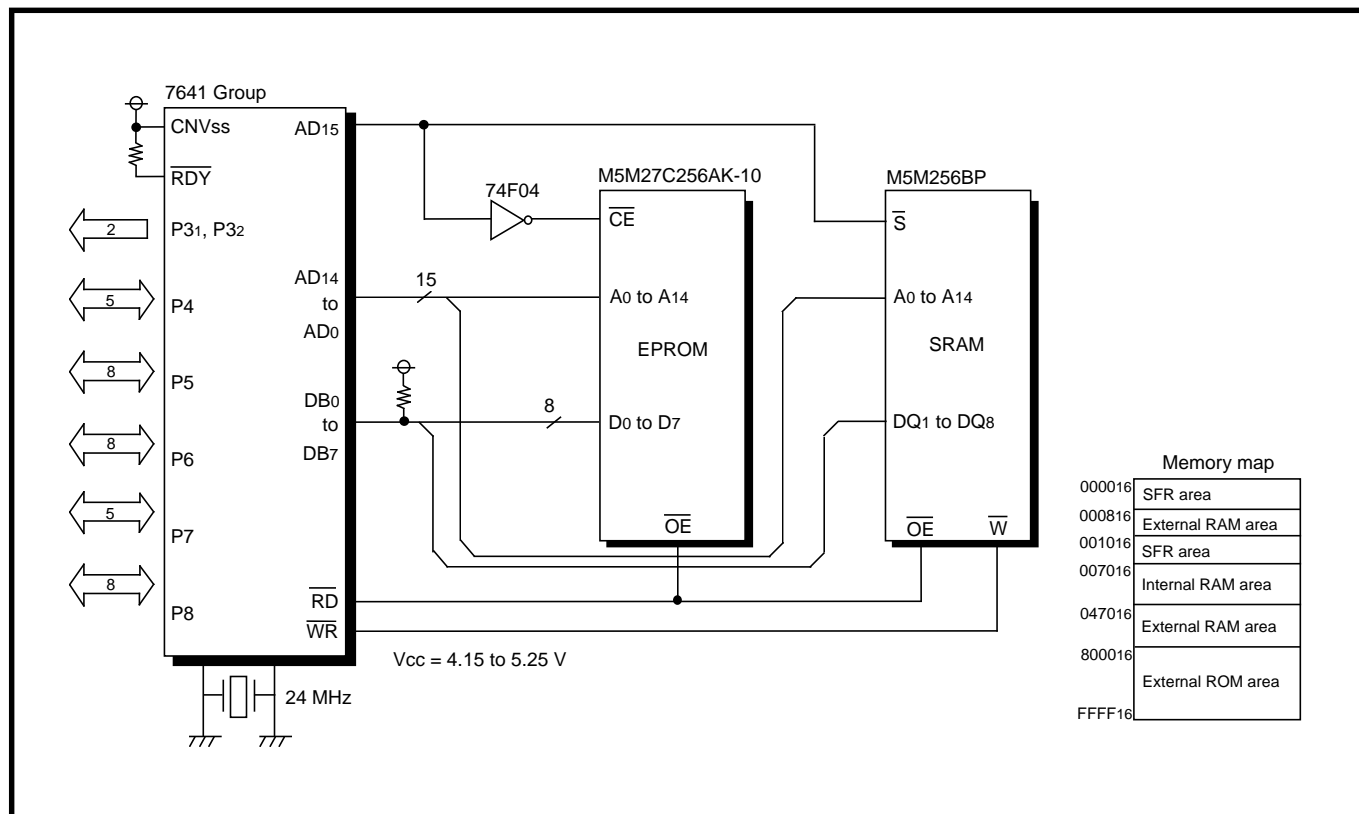 7641 Group
CNVss
RDY
P31, P32
P4
P5
P6
P7
P8
2
5
8
8
5
8
AD15
AD14
to
AD0
DB0
to
DB7
RD
WR
24 MHz
Vcc = 4.15 to 5.25 V
74F04
15
8
M5M27C256AK-10
CE
A0 to A14
EPROM
D0 to D7
OE
M5M256BP
S
A0 to A14
SRAM
DQ1 to DQ8
OE W
Memory map
000016 SFR area
000816 External RAM area
001016 SFR area
007016 Internal RAM area
047016 External RAM area
800016 External ROM area
FFFF16